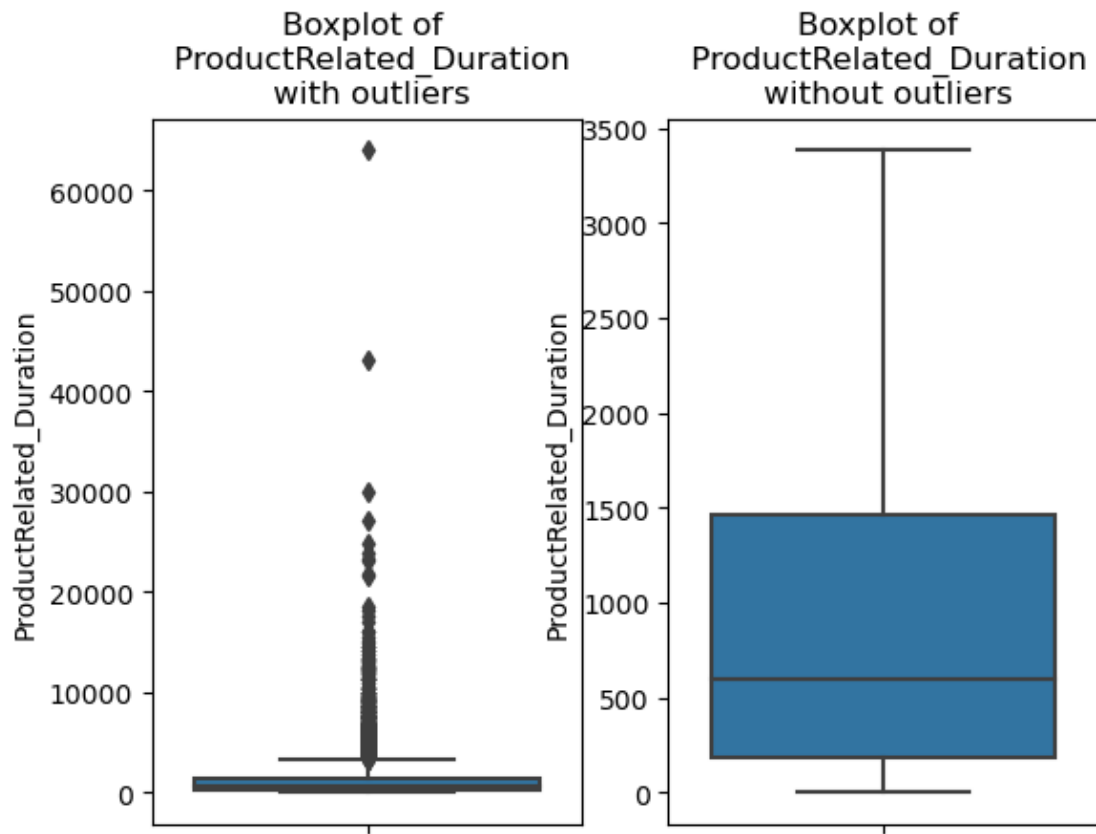 Boxplot of
ProductRelated_Duration
with outliers
60000
50000
40000
30000
20000
10000
0
ProductRelated_Duration
Boxplot of
ProductRelated_Duration
without outliers
3500
3000
2500
2000
1500
1000
500
0
ProductRelated_Duration